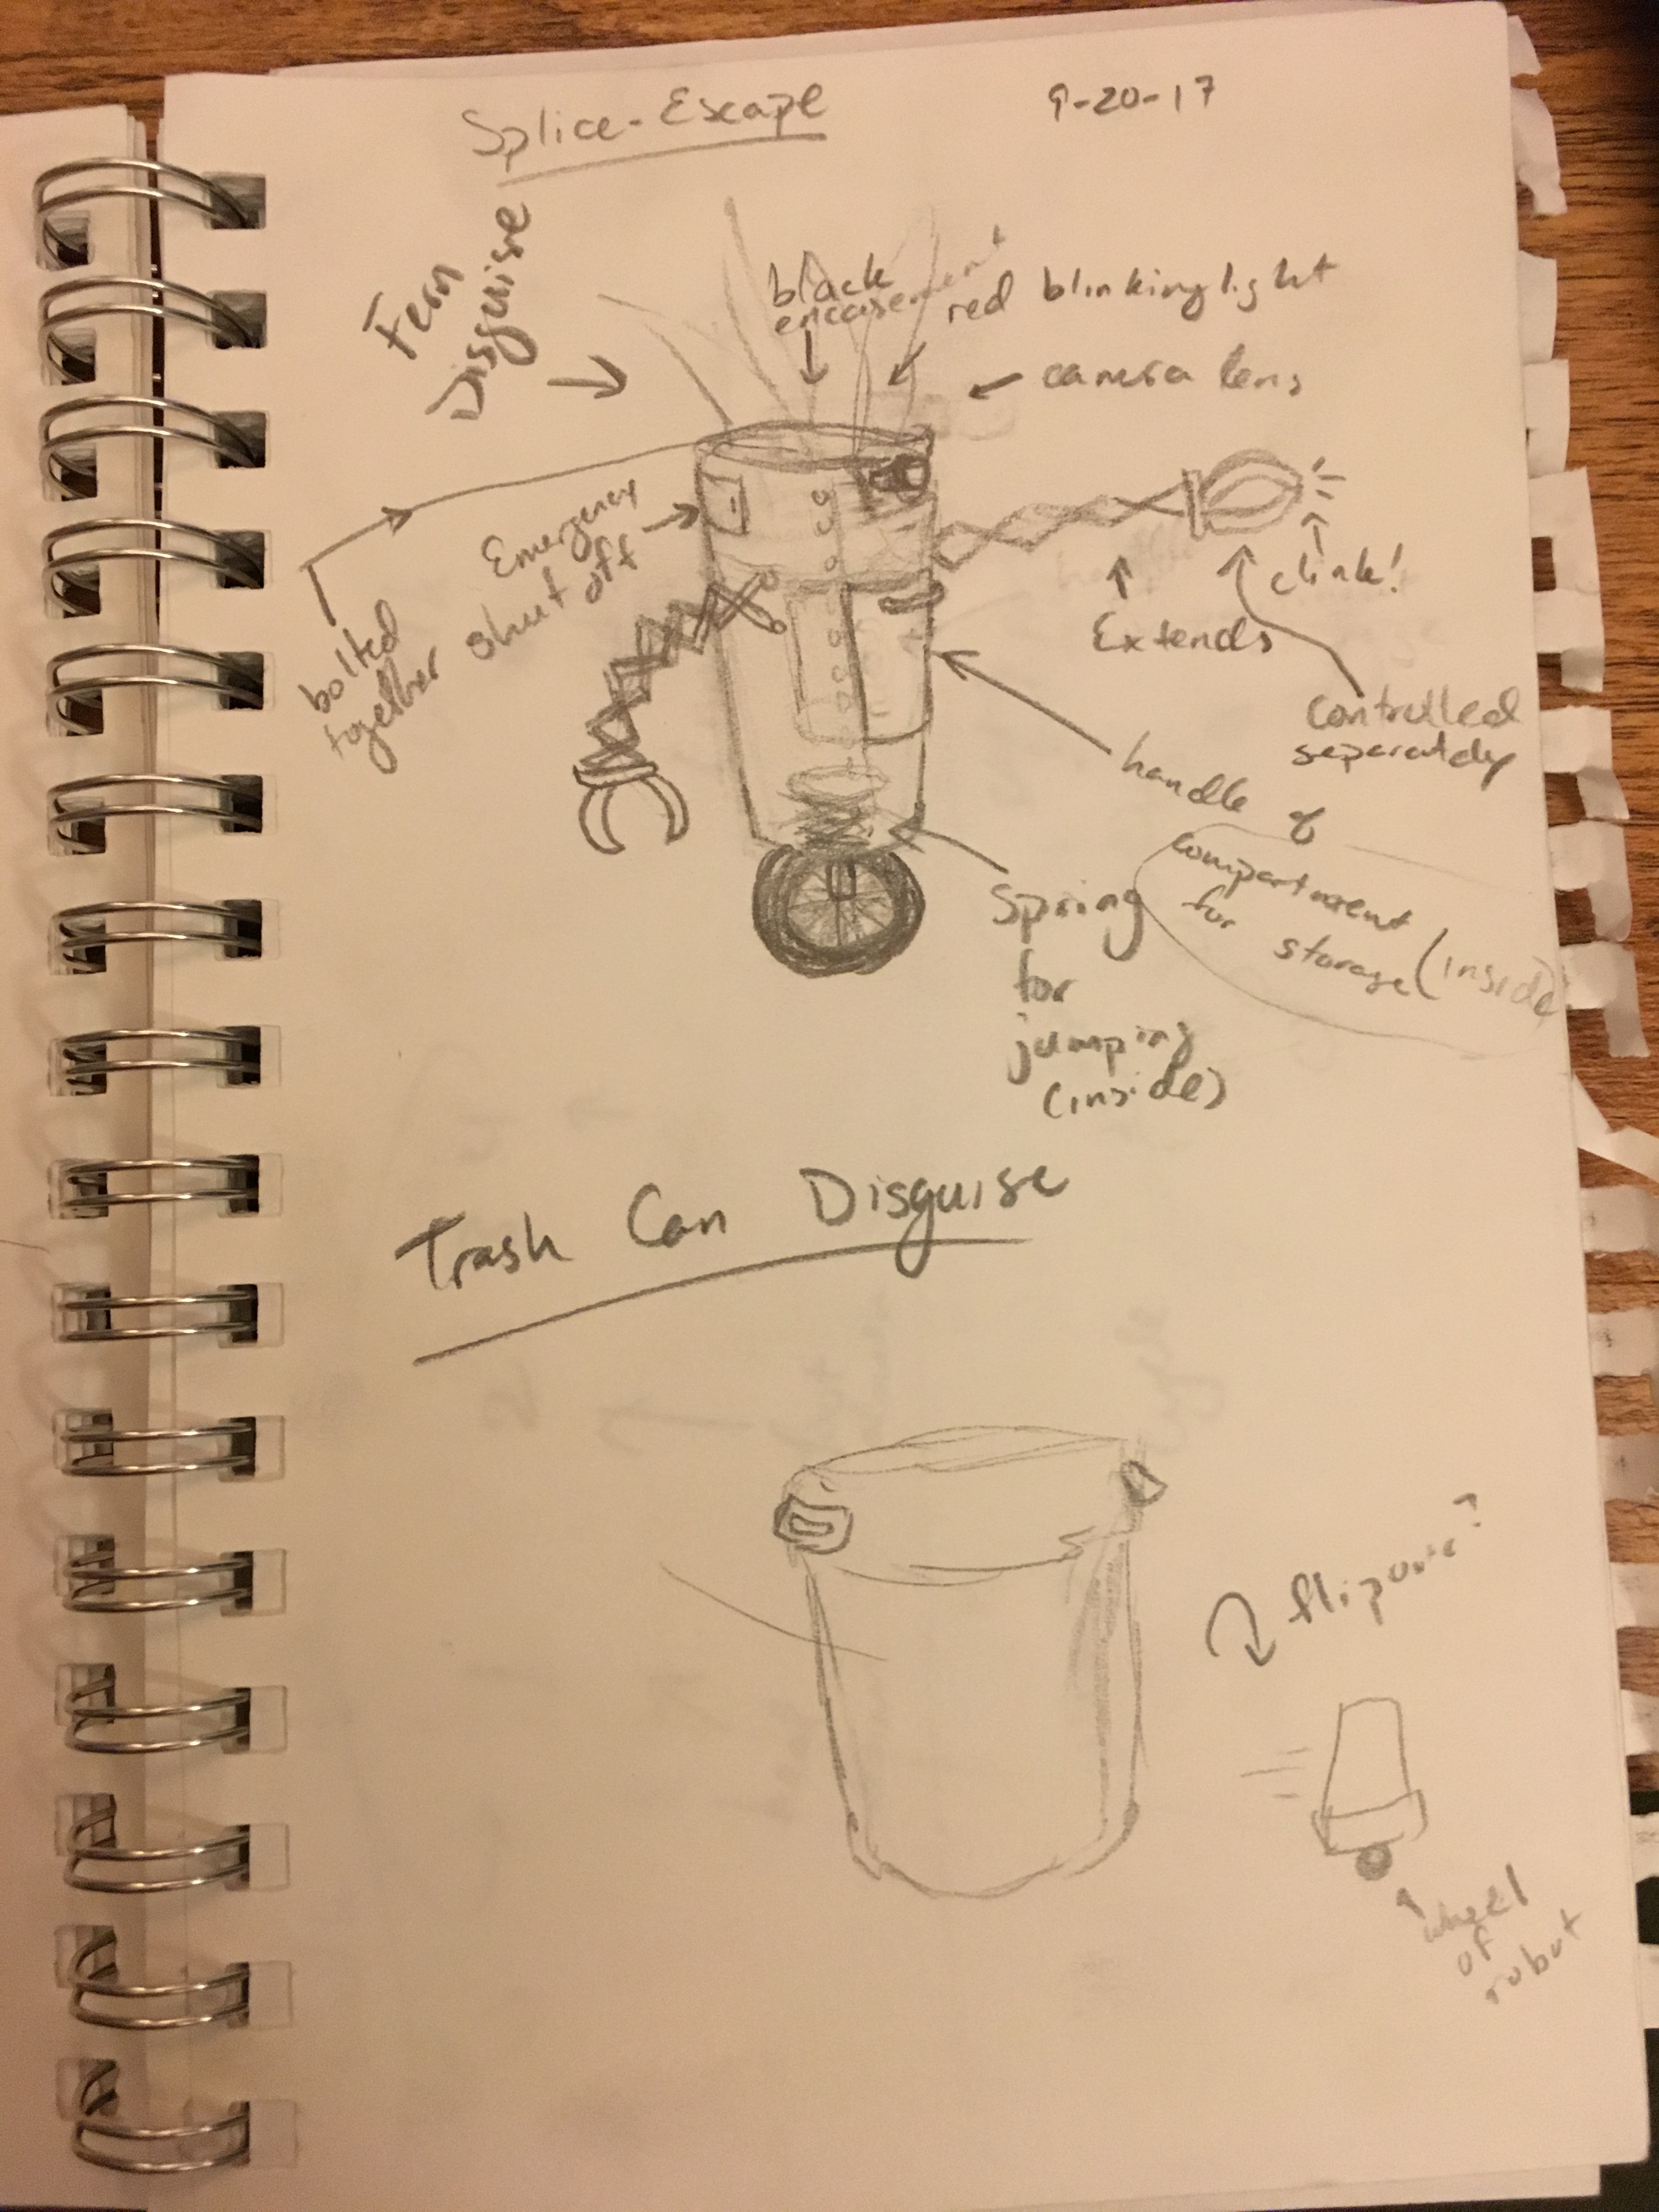 Splice-Escape
9-20-17
Fern
Disguise
black
encasement
red blinking light
camera lens
bolted
together
Emergency
shut off
Extends
clink!
controlled
separately
handle &
compartment
for
storage (inside)
Spring
for
jumping
(inside)
Trash Can Disguise
flip over?
wheel
of
robot